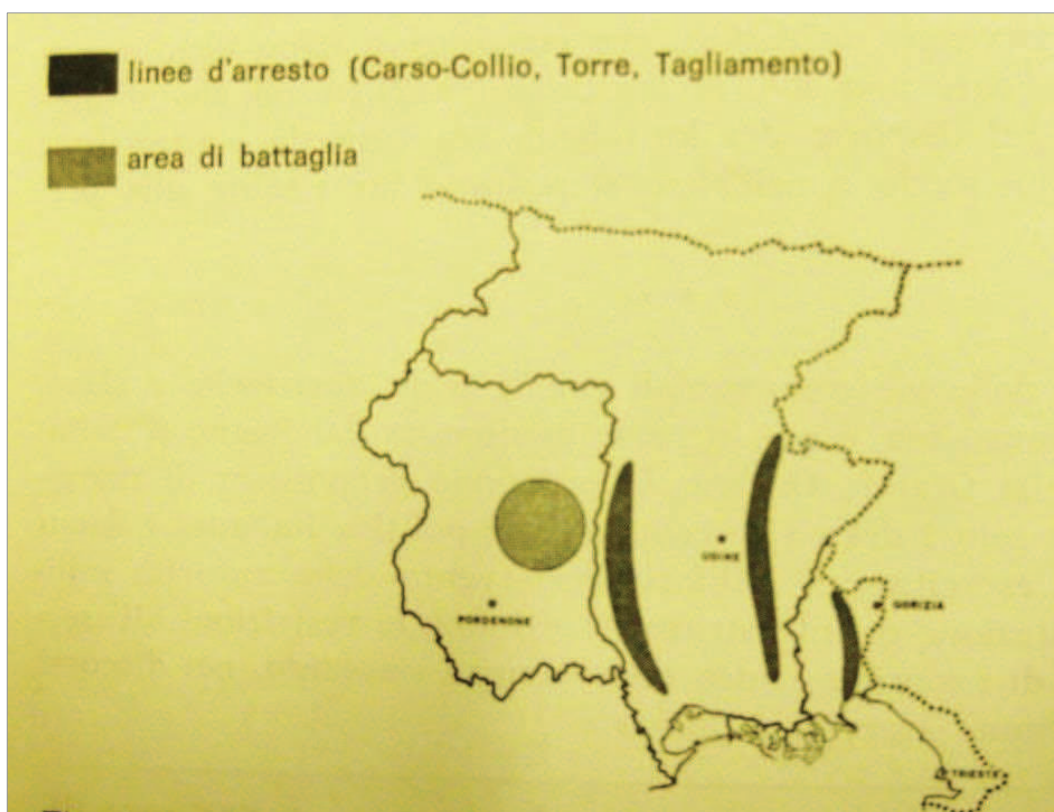 linee d'arresto (Carso-Collio, Torre, Tagliamento)
area di battaglia
UDINE
PORDENONE
GORIZIA
TRIESTE